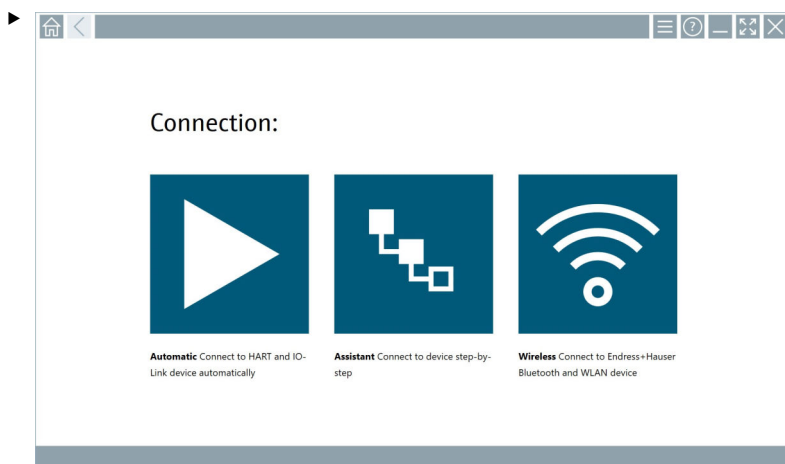 Connection:
Automatic Connect to HART and IO-
Link device automatically
Assistant Connect to device step-by-
step
Wireless Connect to Endress+Hauser
Bluetooth and WLAN device